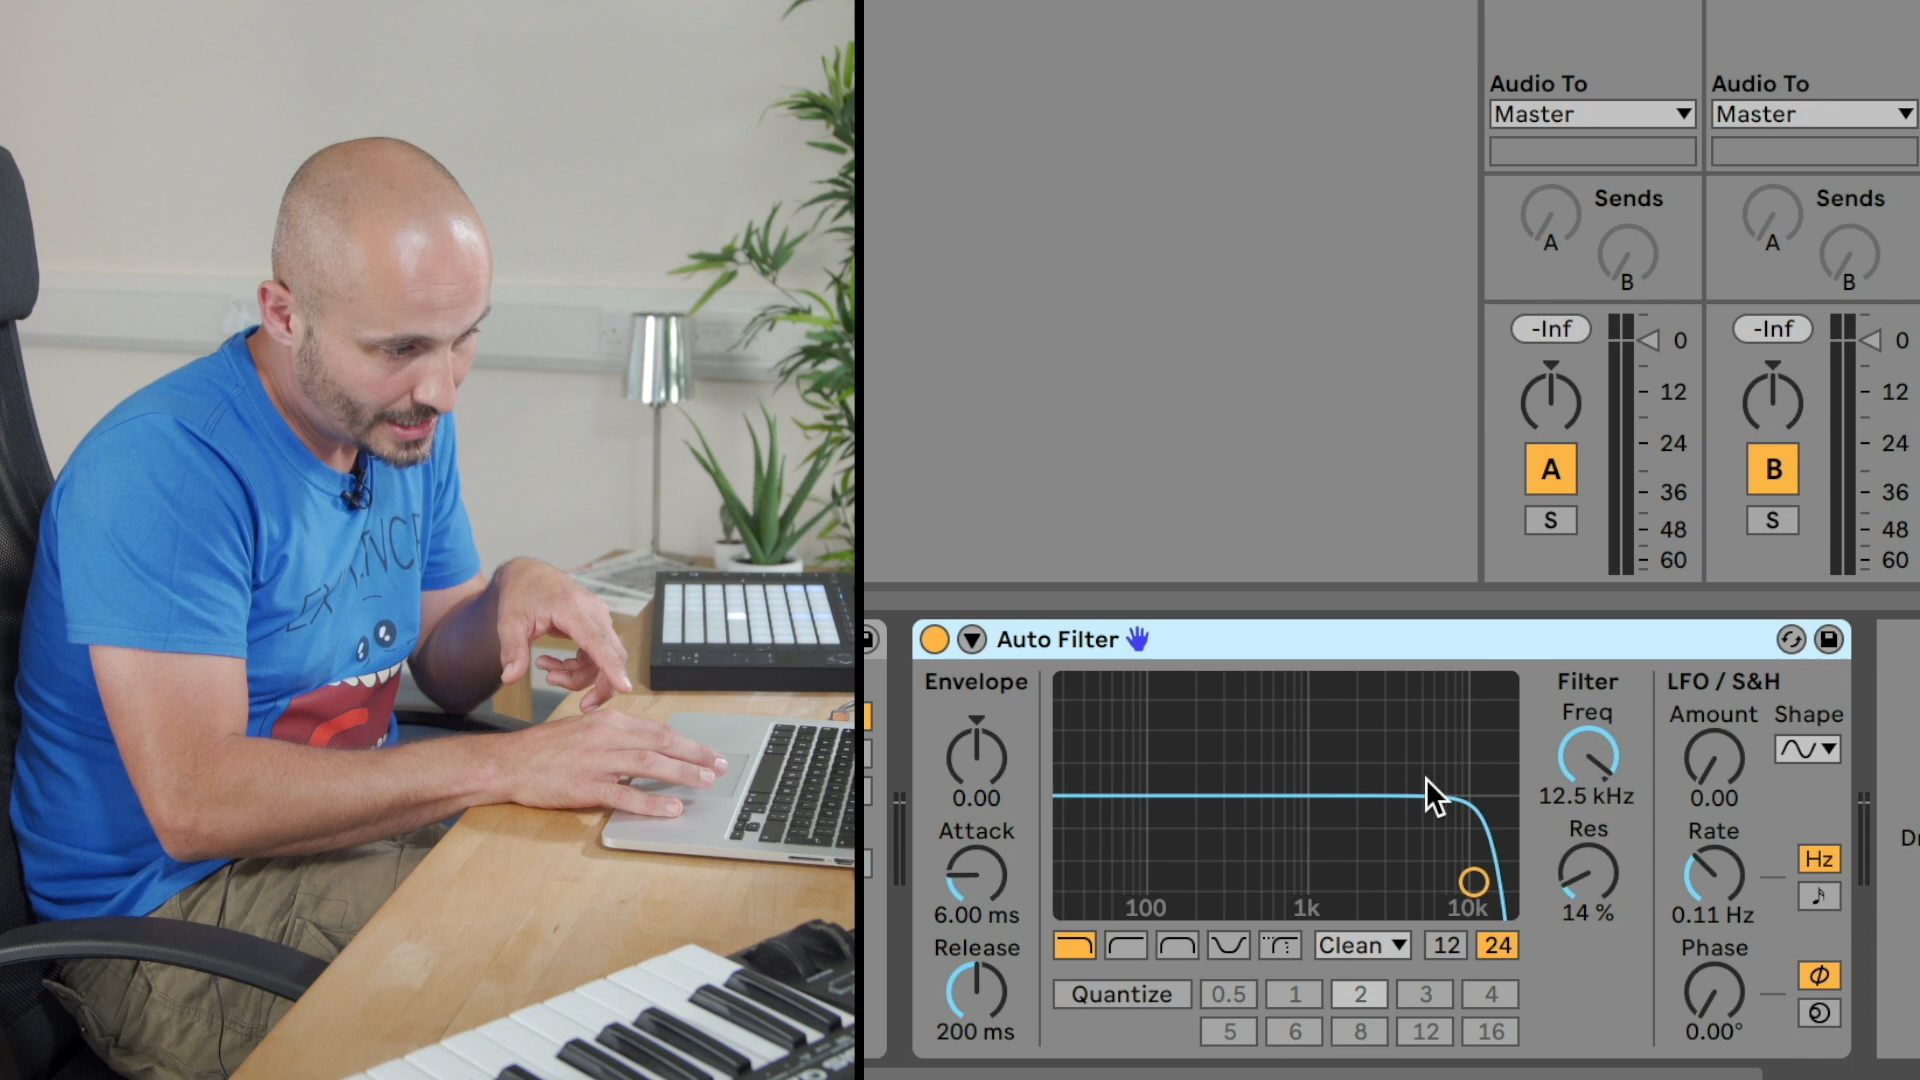 EXTINCT
Audio To
Audio To
Master
Master
Sends
Sends
A
A
B
B
-Inf
-Inf
0
0
12
12
24
24
A
B
36
36
S
S
48
48
60
60
Auto Filter
Envelope
Filter
LFO / S&H
Freq
Amount
Shape
0.00
12.5 kHz
0.00
Attack
Res
Rate
Hz
6.00 ms
100
1k
10k
14 %
0.11 Hz
Release
Clean
12
24
Phase
Quantize
0.5
1
2
3
4
200 ms
5
6
8
12
16
0.00°